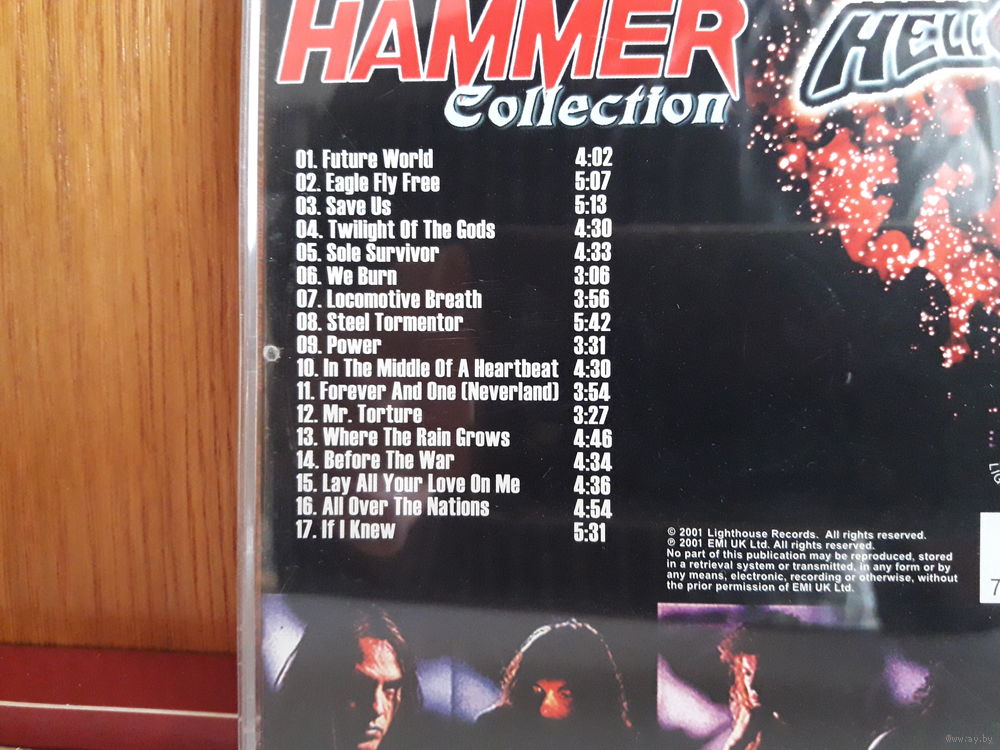 HAMMER
Collection
HELL
01. Future World 4:02
02. Eagle Fly Free 5:07
03. Save Us 5:13
04. Twilight Of The Gods 4:30
05. Sole Survivor 4:33
06. We Burn 3:06
07. Locomotive Breath 3:56
08. Steel Tormentor 5:42
09. Power 3:31
10. In The Middle Of A Heartbeat 4:30
11. Forever And One (Neverland) 3:54
12. Mr. Torture 3:27
13. Where The Rain Grows 4:46
14. Before The War 4:34
15. Lay All Your Love On Me 4:36
16. All Over The Nations 4:54
17. If I Knew 5:31
© 2001 Lighthouse Records. All rights reserved.
℗ 2001 EMI UK Ltd. All rights reserved.
No part of this publication may be reproduced, stored
in a retrieval system or transmitted, in any form or by
any means, electronic, recording or otherwise, without
the prior permission of EMI UK Ltd.
7
©www.ay.by